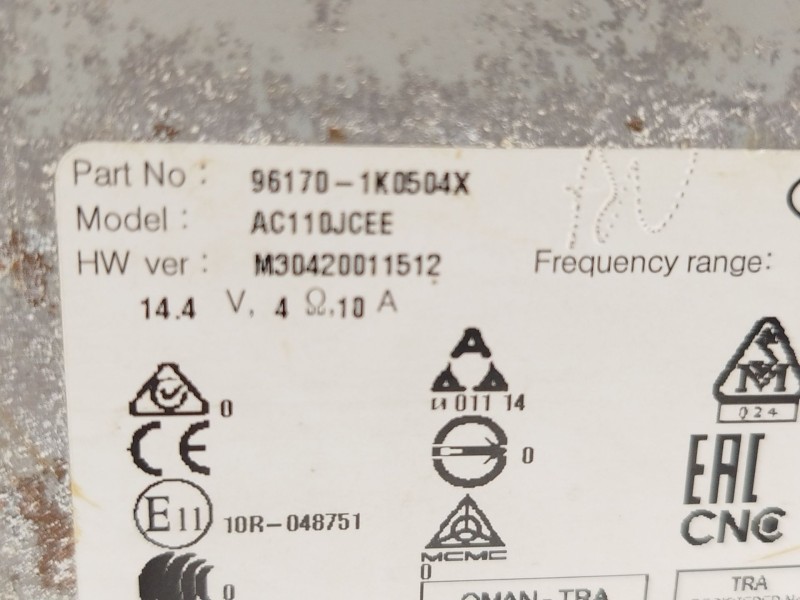 Part No : 96170-1K0504X
Model : AC110JCEE
HW ver : M30420011512
Frequency range:
14.4 V, 4 Ω,10 A
A
0
011 14
M
024
CE
0
EAC
E11 10R-048751
CNC
MCMC
0
0
OMAN - TRA
TRA